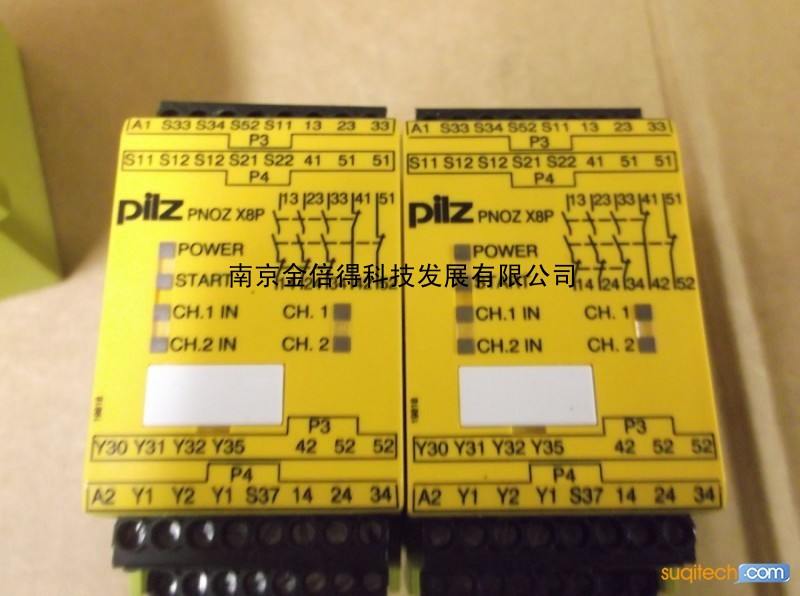 A1 S33 S34 S52 S11 13 23 33
P3
S11 S12 S12 S21 S22 41 51 51
P4
13 23 33 41 51
pilz PNOZ X8P
POWER
START
14 24 34 42 52
CH.1 IN CH. 1
CH.2 IN CH. 2
P3
Y30 Y31 Y32 Y35 42 52 52
P4
A2 Y1 Y2 Y1 S37 14 24 34
A1 S33 S34 S52 S11 13 23 33
P3
S11 S12 S12 S21 S22 41 51 51
P4
13 23 33 41 51
pilz PNOZ X8P
POWER
START
14 24 34 42 52
CH.1 IN CH. 1
CH.2 IN CH. 2
P3
Y30 Y31 Y32 Y35 42 52 52
P4
A2 Y1 Y2 Y1 S37 14 24 34
南京金倍得科技发展有限公司
suqitech.com